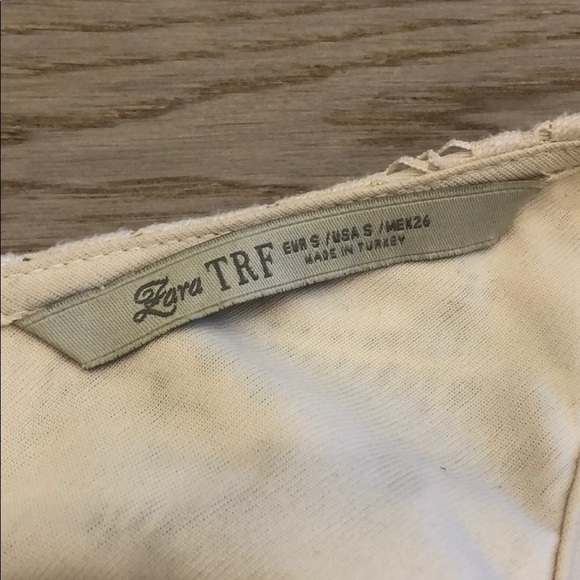 Zara TRF EUR S / USA S / MEX 26
MADE IN TURKEY